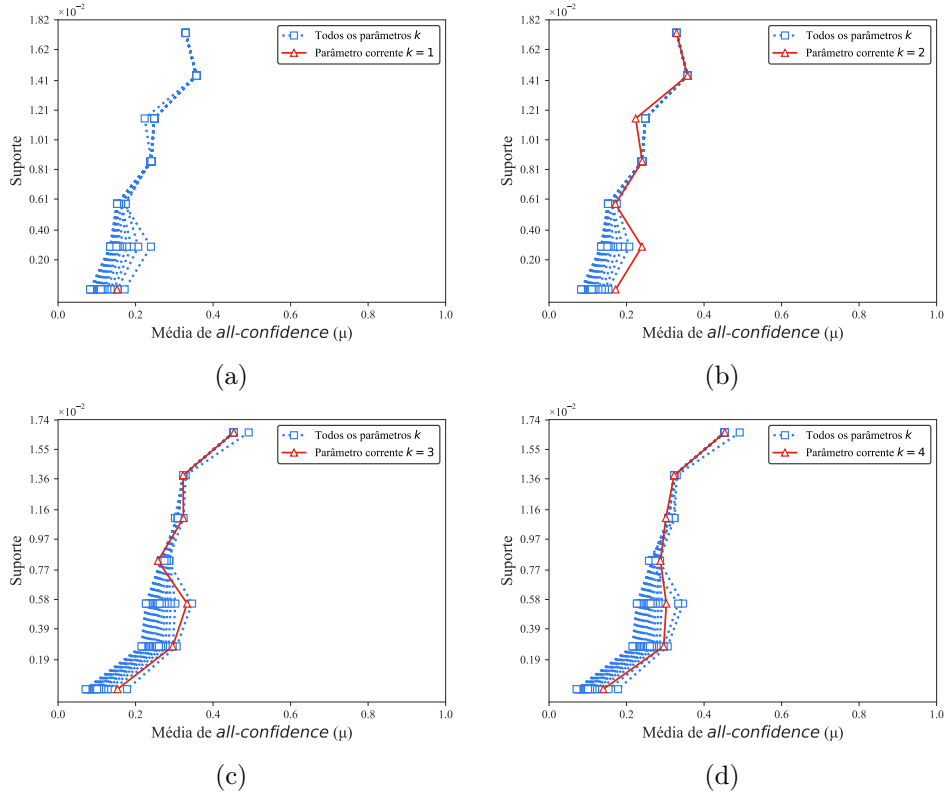 ×10⁻²
1.82
1.62
1.41
1.21
1.01
0.81
0.61
0.40
0.20
Suporte
Todos os parâmetros k
Parâmetro corrente k = 1
0.0 0.2 0.4 0.6 0.8 1.0
Média de all-confidence (μ)
(a)
×10⁻²
1.82
1.62
1.41
1.21
1.01
0.81
0.61
0.40
0.20
Suporte
Todos os parâmetros k
Parâmetro corrente k = 2
0.0 0.2 0.4 0.6 0.8 1.0
Média de all-confidence (μ)
(b)
×10⁻²
1.74
1.54
1.36
1.16
0.97
0.77
0.58
0.39
0.19
Suporte
Todos os parâmetros k
Parâmetro corrente k = 3
0.0 0.2 0.4 0.6 0.8 1.0
Média de all-confidence (μ)
(c)
×10⁻²
1.74
1.54
1.36
1.16
0.97
0.77
0.58
0.39
0.19
Suporte
Todos os parâmetros k
Parâmetro corrente k = 4
0.0 0.2 0.4 0.6 0.8 1.0
Média de all-confidence (μ)
(d)